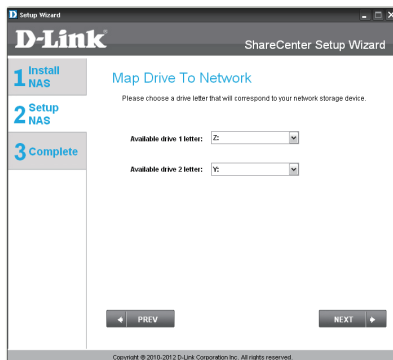 D Setup Wizard
D-Link
ShareCenter Setup Wizard
1 Install
NAS
2 Setup
NAS
3 Complete
Map Drive To Network
Please choose a drive letter that will correspond to your network storage device.
Available drive 1 letter: Z:
Available drive 2 letter: Y:
PREV
NEXT
Copyright © 2010-2012 D-Link Corporation Inc. All rights reserved.